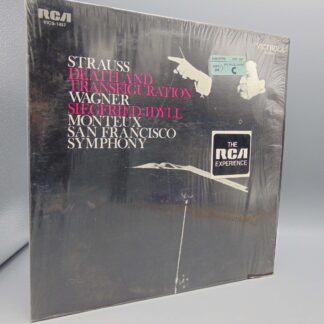 RCA
VICS-1457
VICTROLA
STRAUSS
DEATH AND
TRANSFIGURATION
WAGNER
SIEGFRIED IDYLL
MONTEUX
SAN FRANCISCO
SYMPHONY
C
THE
RCA
EXPERIENCE